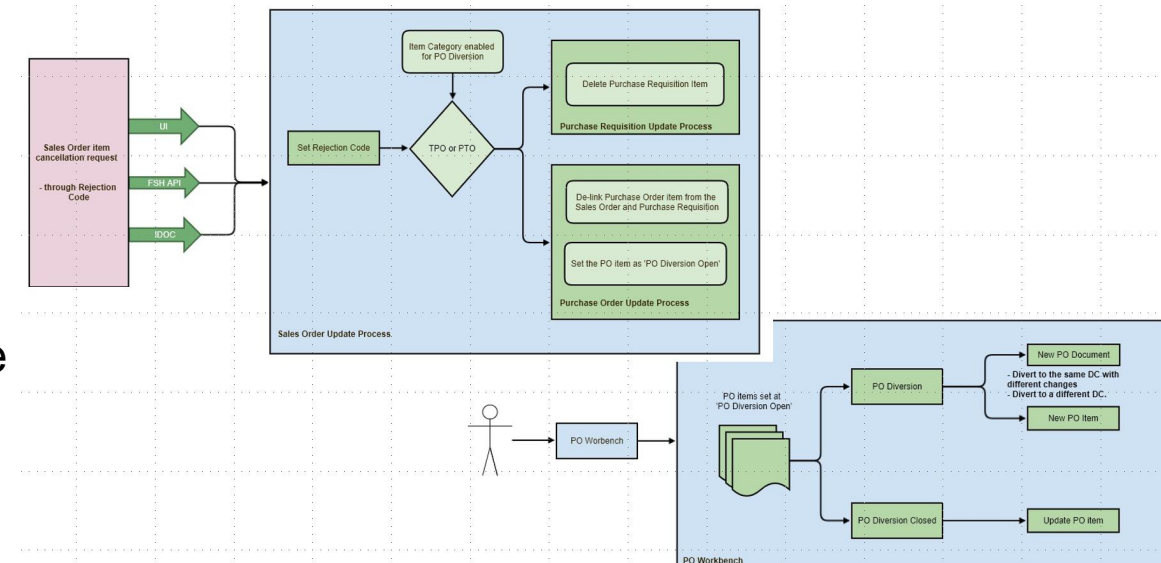 Sales Order item
cancellation request
- through Rejection
Code
UI
FSH API
IDOC
Item Category enabled
for PO Diversion
Set Rejection Code
TPO or PTO
Delete Purchase Requisition Item
Purchase Requisition Update Process
De-link Purchase Order item from the
Sales Order and Purchase Requisition
Set the PO item as 'PO Diversion Open'
Purchase Order Update Process
Sales Order Update Process
e
PO Worbench
PO items set at
'PO Diversion Open'
PO Diversion
New PO Document
- Divert to the same DC with
different changes
- Divert to a different DC.
New PO Item
PO Diversion Closed
Update PO item
PO Workbench